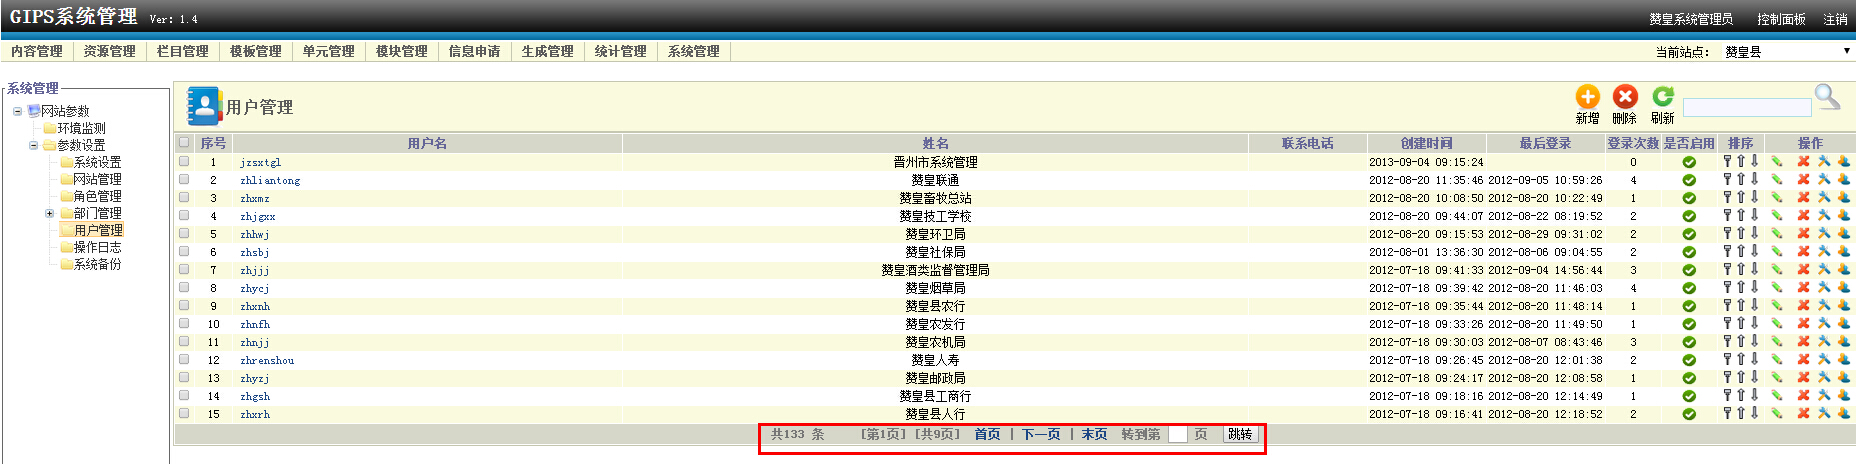 GIPS系统管理 Ver: 1.4 赞皇系统管理员 控制面板 注销
内容管理 资源管理 栏目管理 模板管理 单元管理 模块管理 信息申请 生成管理 统计管理 系统管理 当前站点: 赞皇县
系统管理
网站参数
环境监测
参数设置
系统设置
网站管理
角色管理
部门管理
用户管理
操作日志
系统备份
用户管理
新增 删除 刷新
序号 用户名 姓名 联系电话 创建时间 最后登录 登录次数 是否启用 排序 操作
1 jzsxtgl 晋州市系统管理 2013-09-04 09:15:24 0
2 zhliantong 赞皇联通 2012-08-20 11:35:46 2012-09-05 10:59:26 4
3 zhxmz 赞皇畜牧总站 2012-08-20 10:08:50 2012-08-20 10:22:49 1
4 zhjgxx 赞皇技工学校 2012-08-20 09:44:07 2012-08-22 08:19:52 2
5 zhhwj 赞皇环卫局 2012-08-20 09:15:53 2012-08-29 09:31:02 2
6 zhsbj 赞皇社保局 2012-08-01 13:36:30 2012-08-06 09:04:55 2
7 zhjjj 赞皇酒类监督管理局 2012-07-18 09:41:33 2012-09-04 14:56:44 3
8 zhycj 赞皇烟草局 2012-07-18 09:39:42 2012-08-20 11:46:03 4
9 zhxnh 赞皇县农行 2012-07-18 09:35:44 2012-08-20 11:48:14 1
10 zhnfh 赞皇农发行 2012-07-18 09:33:26 2012-08-20 11:49:50 1
11 zhnjj 赞皇农机局 2012-07-18 09:30:03 2012-08-07 08:43:46 3
12 zhrenshou 赞皇人寿 2012-07-18 09:26:45 2012-08-20 12:01:38 2
13 zhyzj 赞皇邮政局 2012-07-18 09:24:17 2012-08-20 12:08:58 1
14 zhgsh 赞皇县工商行 2012-07-18 09:18:16 2012-08-20 12:14:49 1
15 zhxrh 赞皇县人行 2012-07-18 09:16:41 2012-08-20 12:18:52 2
共133 条 [第1页] [共9页] 首页 | 下一页 | 末页 转到第 页 跳转